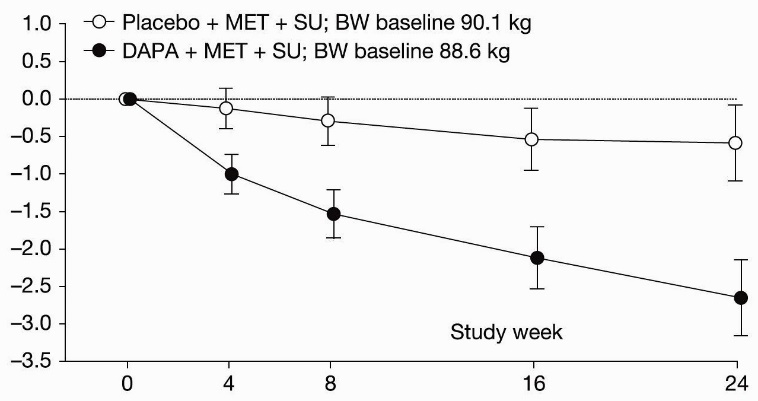 Placebo + MET + SU; BW baseline 90.1 kg
DAPA + MET + SU; BW baseline 88.6 kg
1.0
0.5
0.0
–0.5
–1.0
–1.5
–2.0
–2.5
–3.0
–3.5
Study week
0 4 8 16 24